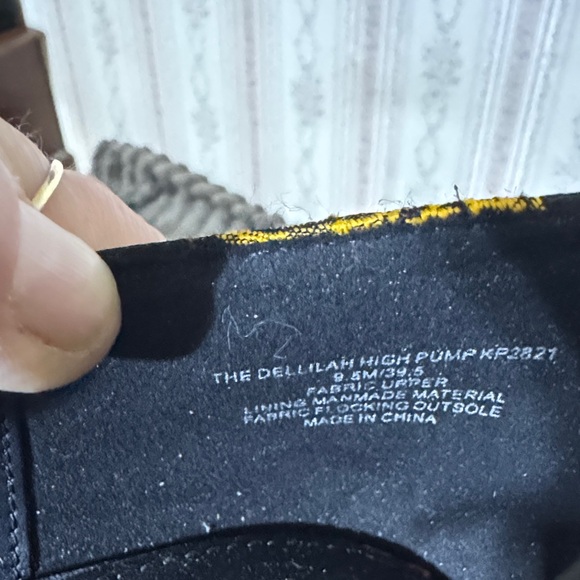 THE DELLILAH HIGH PUMP KP2821
9.5M/39.5
FABRIC UPPER
LINING MANMADE MATERIAL
FABRIC FLOCKING OUTSOLE
MADE IN CHINA